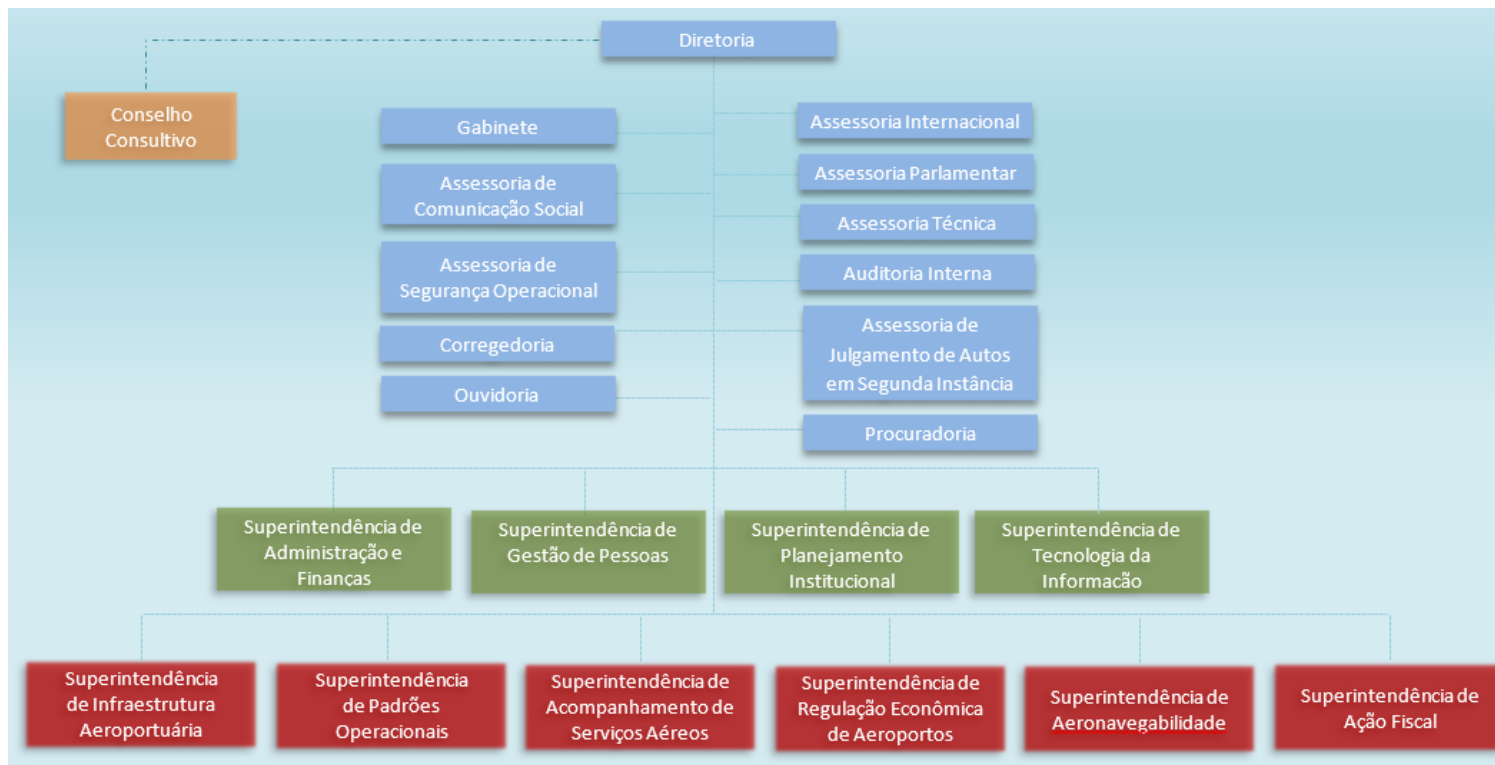 Diretoria
Conselho
Consultivo
Gabinete
Assessoria de
Comunicação Social
Assessoria de
Segurança Operacional
Corregedoria
Ouvidoria
Assessoria Internacional
Assessoria Parlamentar
Assessoria Técnica
Auditoria Interna
Assessoria de
Julgamento de Autos
em Segunda Instância
Procuradoria
Superintendência de
Administração e
Finanças
Superintendência de
Gestão de Pessoas
Superintendência de
Planejamento
Institucional
Superintendência de
Tecnologia da
Informacão
Superintendência
de Infraestrutura
Aeroportuária
Superintendência
de Padrões
Operacionais
Superintendência de
Acompanhamento de
Serviços Aéreos
Superintendência de
Regulação Econômica
de Aeroportos
Superintendência de
Aeronavegabilidade
Superintendência de
Ação Fiscal